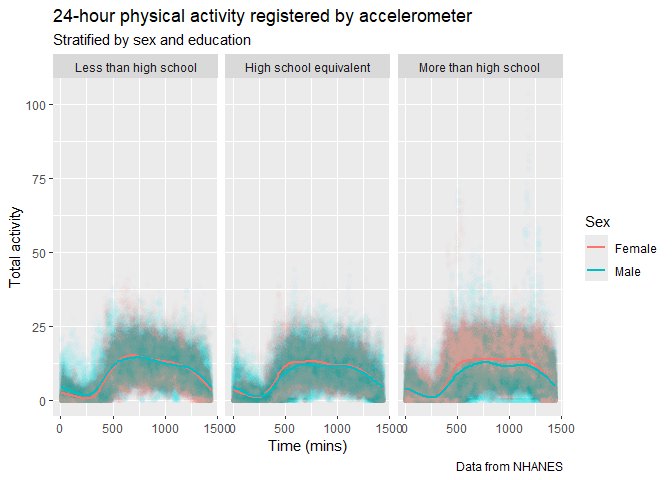 24-hour physical activity registered by accelerometer
Stratified by sex and education
Less than high school High school equivalent More than high school
100
75
50
25
0
Total activity
0 500 1000 1500 0 500 1000 1500 0 500 1000 1500
Time (mins)
Sex
Female
Male
Data from NHANES